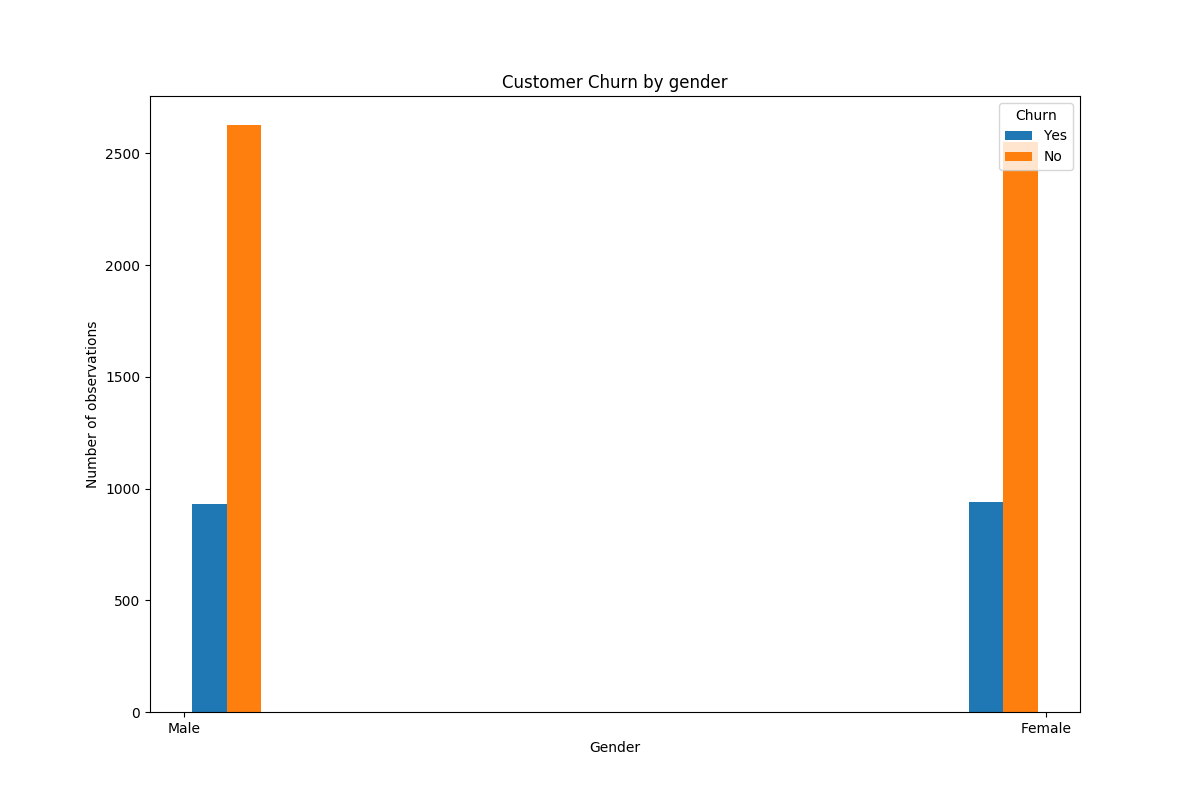 Customer Churn by gender
Churn
Yes
No
2500
2000
1500
1000
500
0
Number of observations
Male
Female
Gender